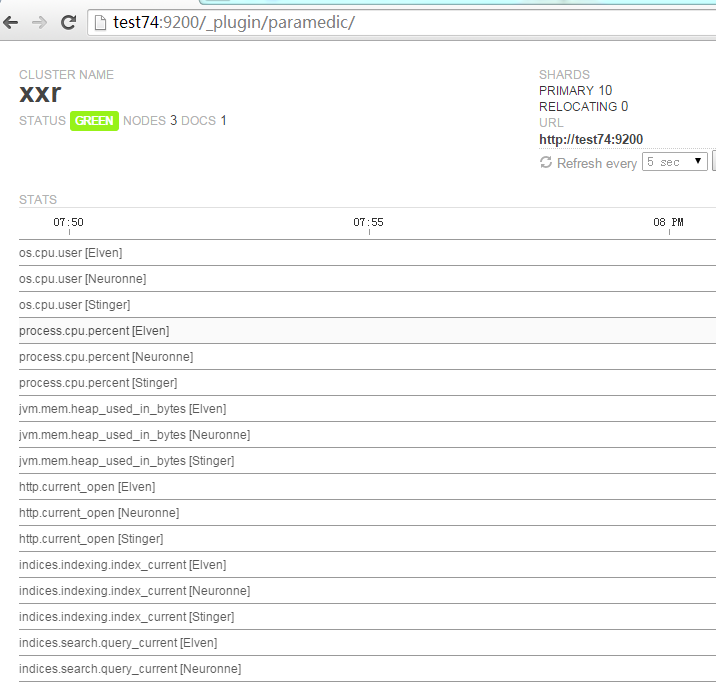 test74:9200/_plugin/paramedic/
CLUSTER NAME
xxr
STATUS GREEN NODES 3 DOCS 1
SHARDS
PRIMARY 10
RELOCATING 0
URL
http://test74:9200
Refresh every 5 sec
STATS
07:50 07:55 08 PM
os.cpu.user [Elven]
os.cpu.user [Neuronne]
os.cpu.user [Stinger]
process.cpu.percent [Elven]
process.cpu.percent [Neuronne]
process.cpu.percent [Stinger]
jvm.mem.heap_used_in_bytes [Elven]
jvm.mem.heap_used_in_bytes [Neuronne]
jvm.mem.heap_used_in_bytes [Stinger]
http.current_open [Elven]
http.current_open [Neuronne]
http.current_open [Stinger]
indices.indexing.index_current [Elven]
indices.indexing.index_current [Neuronne]
indices.indexing.index_current [Stinger]
indices.search.query_current [Elven]
indices.search.query_current [Neuronne]